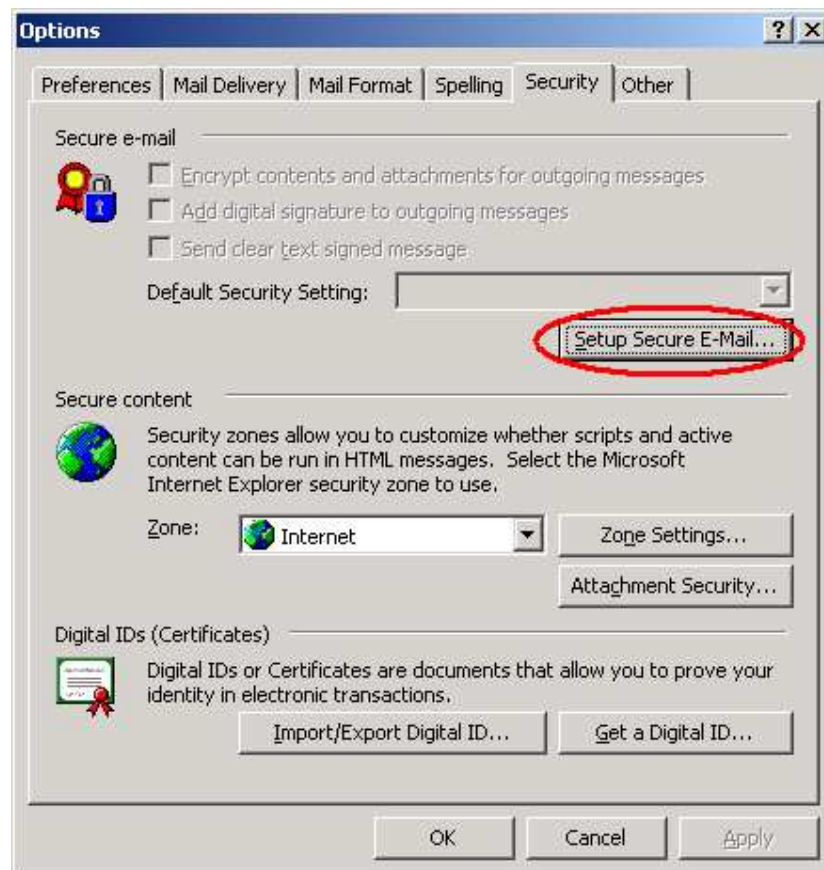 Options
Preferences Mail Delivery Mail Format Spelling Security Other
Secure e-mail
Encrypt contents and attachments for outgoing messages
Add digital signature to outgoing messages
Send clear text signed message
Default Security Setting:
Setup Secure E-Mail...
Secure content
Security zones allow you to customize whether scripts and active
content can be run in HTML messages. Select the Microsoft
Internet Explorer security zone to use.
Zone: Internet Zone Settings...
Attachment Security...
Digital IDs (Certificates)
Digital IDs or Certificates are documents that allow you to prove your
identity in electronic transactions.
Import/Export Digital ID... Get a Digital ID...
OK Cancel Apply